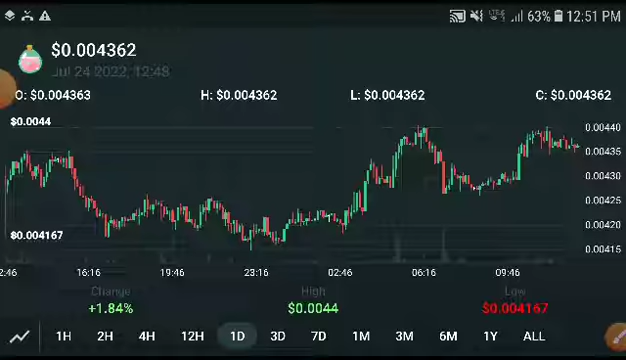 63% 12:51 PM
$0.004362
Jul 24 2022, 12:48
O: $0.004363 H: $0.004362 L: $0.004362 C: $0.004362
$0.0044
0.00440
0.00435
0.00430
0.00425
0.00420
$0.004167
0.00415
2:46 16:16 19:46 23:16 02:46 06:16 09:46
Change High Low
+1.84% $0.0044 $0.004167
1H 2H 4H 12H 1D 3D 7D 1M 3M 6M 1Y ALL